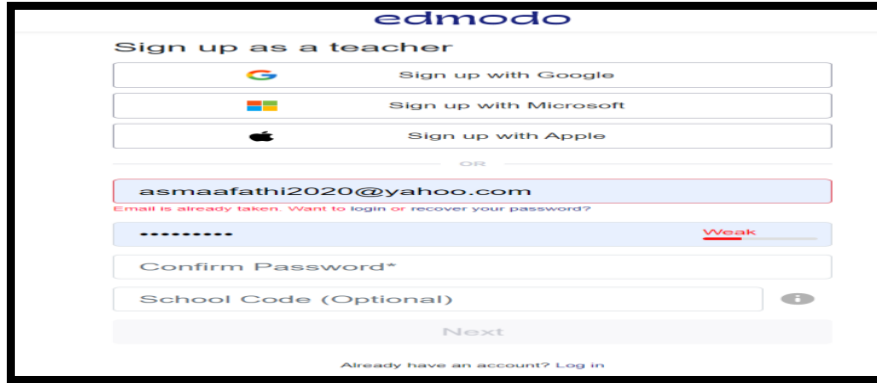 edmodo
Sign up as a teacher
Sign up with Google
Sign up with Microsoft
Sign up with Apple
OR
asmaafathi2020@yahoo.com
Email is already taken. Want to login or recover your password?
•••••••••
Weak
Confirm Password*
School Code (Optional)
Next
Already have an account? Log in